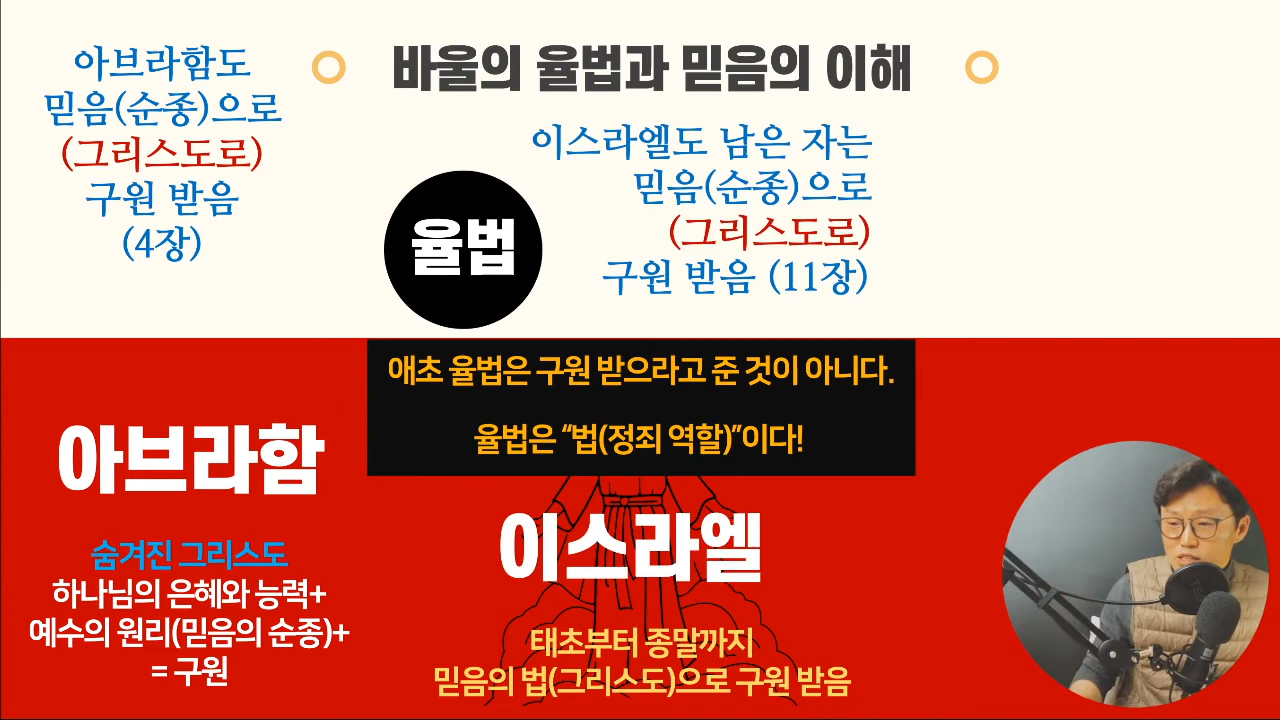 바울의 율법과 믿음의 이해
아브라함도
믿음(순종)으로
(그리스도로)
구원 받음
(4장)
이스라엘도 남은 자는
믿음(순종)으로
(그리스도로)
구원 받음 (11장)
율법
애초 율법은 구원 받으라고 준 것이 아니다.
율법은 “법(정죄 역할)”이다!
아브라함
숨겨진 그리스도
하나님의 은혜와 능력+
예수의 원리(믿음의 순종)+
= 구원
이스라엘
태초부터 종말까지
믿음의 법(그리스도)으로 구원 받음